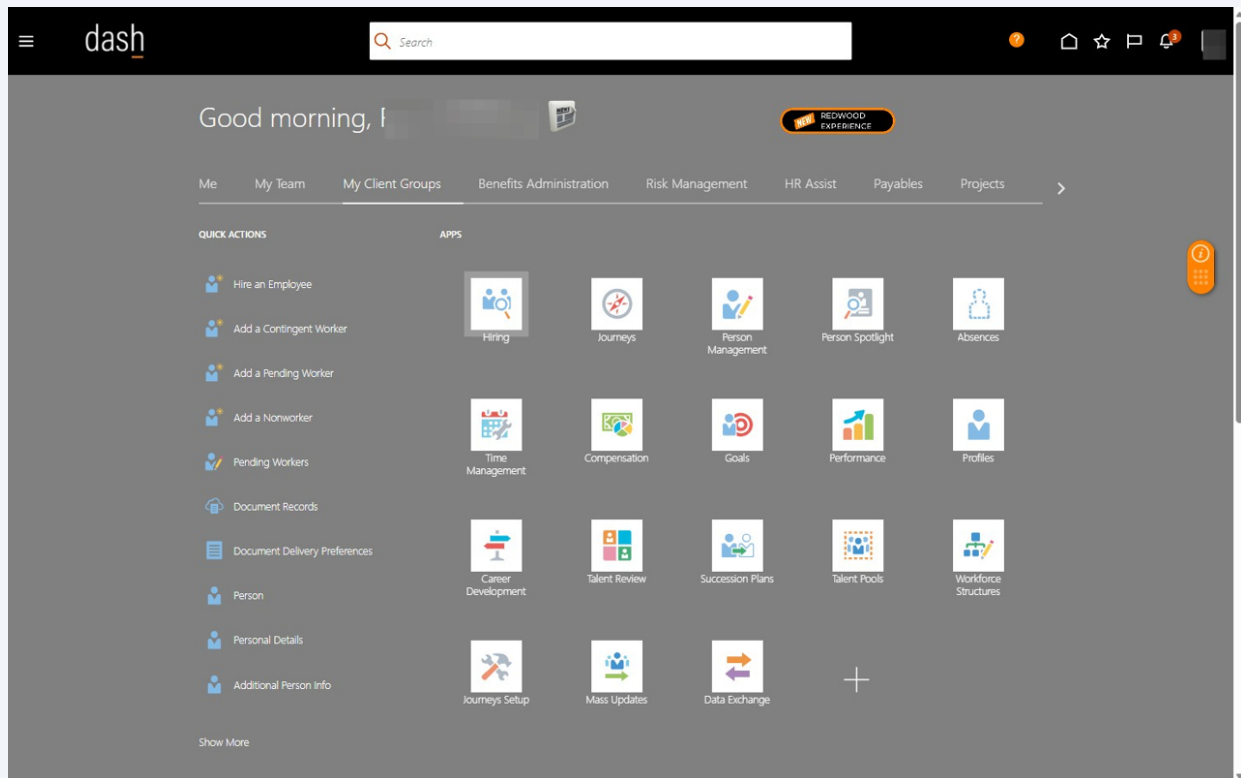 dash
Search
?
3
Good morning,
NEW REDWOOD
EXPERIENCE
Me My Team My Client Groups Benefits Administration Risk Management HR Assist Payables Projects
QUICK ACTIONS
Hire an Employee
Add a Contingent Worker
Add a Pending Worker
Add a Nonworker
Pending Workers
Document Records
Document Delivery Preferences
Person
Personal Details
Additional Person Info
Show More
APPS
Hiring
Journeys
Person
Management
Person Spotlight
Absences
Time
Management
Compensation
Goals
Performance
Profiles
Career
Development
Talent Review
Succession Plans
Talent Pools
Workforce
Structures
Journeys Setup
Mass Updates
Data Exchange